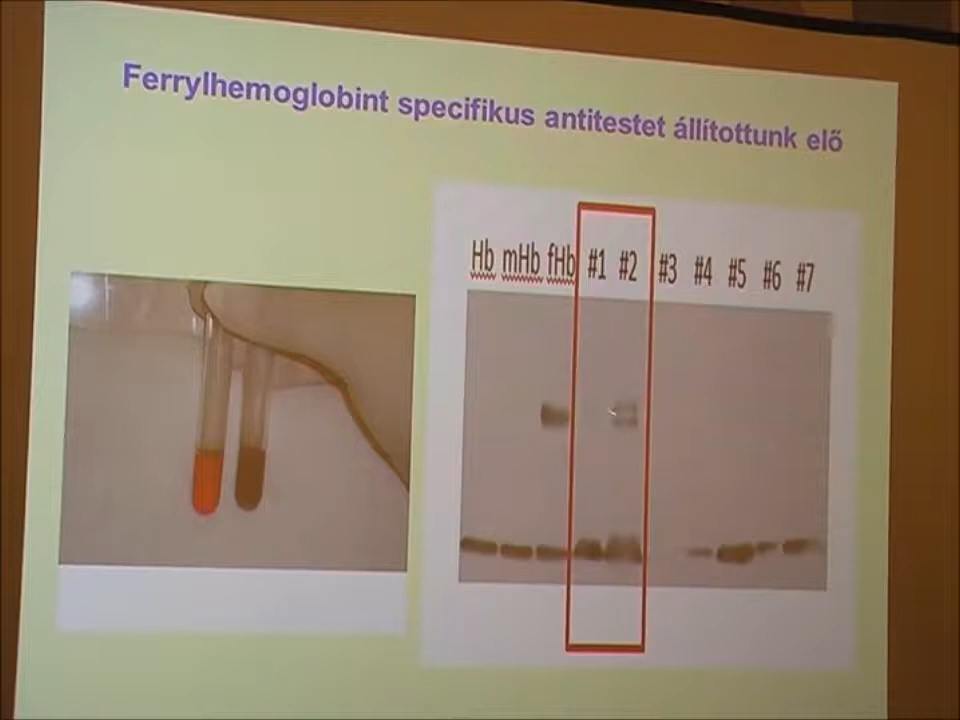 Ferrylhemoglobint specifikus antitestet állítottunk elő
Hb mHb fHb #1 #2 #3 #4 #5 #6 #7